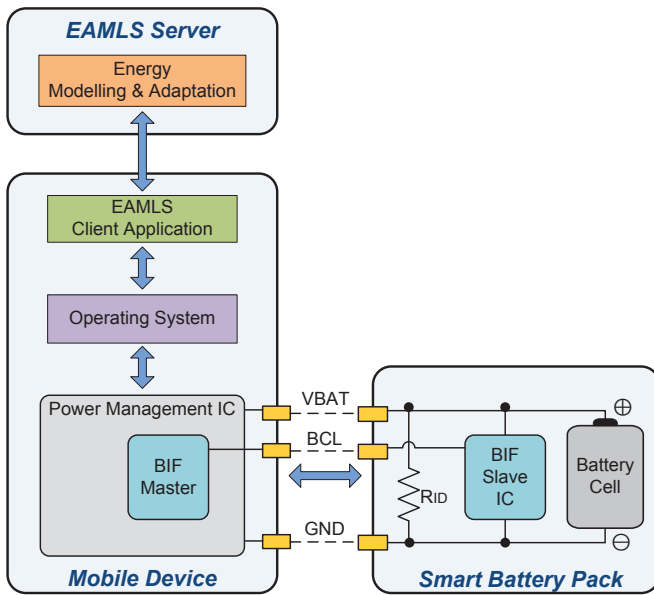 EAMLS Server
Energy
Modelling & Adaptation
EAMLS
Client Application
Operating System
Power Management IC
BIF
Master
Mobile Device
VBAT
BCL
GND
RID
BIF
Slave
IC
Battery
Cell
Smart Battery Pack